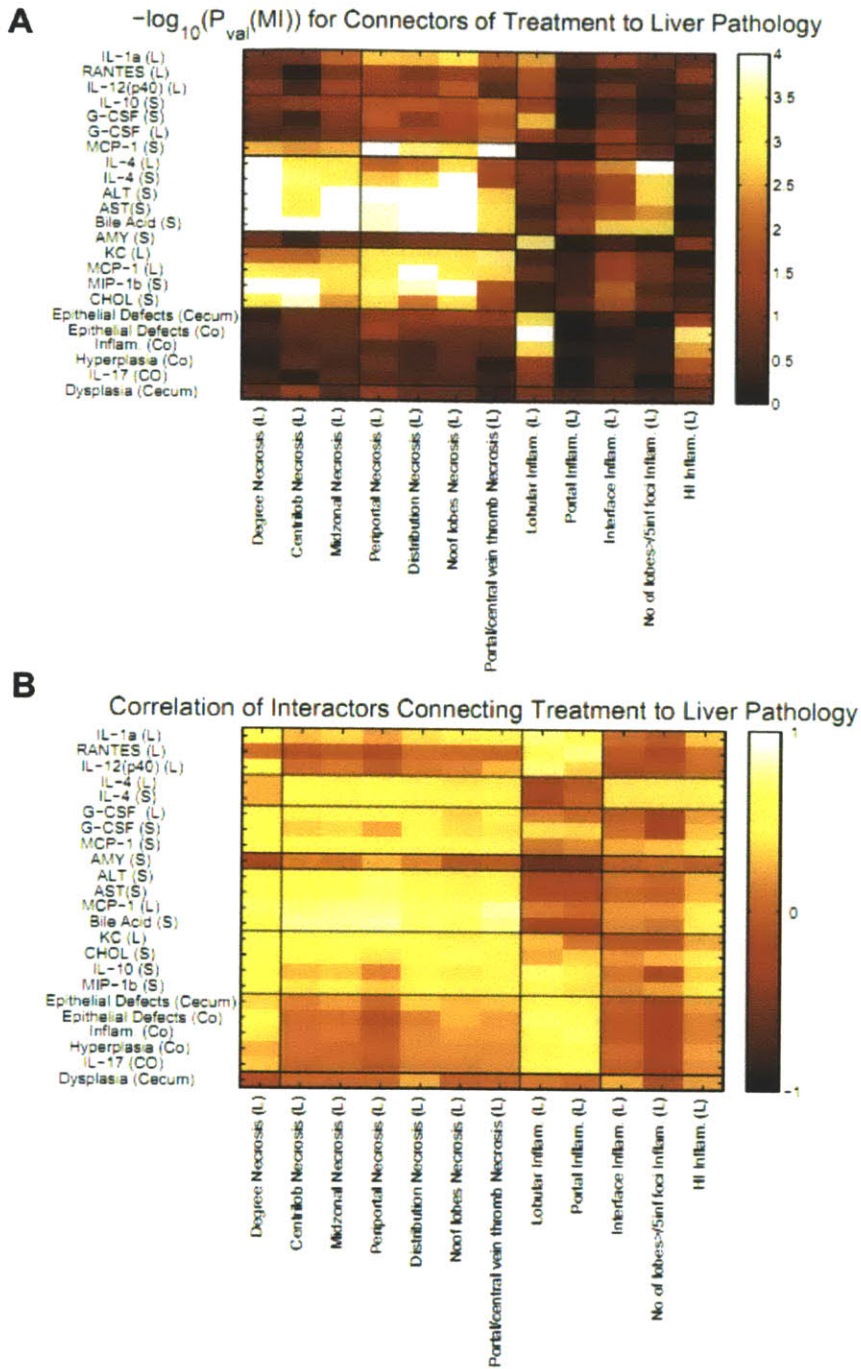 A
−log10(Pval(MI)) for Connectors of Treatment to Liver Pathology
IL-1a (L)
RANTES (L)
IL-12(p40) (L)
IL-10 (S)
G-CSF (S)
G-CSF (L)
MCP-1 (S)
IL-4 (L)
IL-4 (S)
ALT (S)
AST(S)
Bile Acid (S)
AMY (S)
KC (L)
MCP-1 (L)
MIP-1b (S)
CHOL (S)
Epithelial Defects (Cecum)
Epithelial Defects (Co)
Inflam. (Co)
Hyperplasia (Co)
IL-17 (CO)
Dysplasia (Cecum)
4
3.5
3
2.5
2
1.5
1
0.5
0
Degree Necrosis (L)
Centrilob Necrosis (L)
Midzonal Necrosis (L)
Periportal Necrosis (L)
Distribution Necrosis (L)
Noof lobes Necrosis (L)
Portal/central vein thromb Necrosis (L)
Lobular Inflam. (L)
Portal Inflam. (L)
Interface Inflam. (L)
No of lobes>/5inf foci Inflam. (L)
HI Inflam. (L)
B
Correlation of Interactors Connecting Treatment to Liver Pathology
IL-1a (L)
RANTES (L)
IL-12(p40) (L)
IL-4 (L)
IL-4 (S)
G-CSF (L)
G-CSF (S)
MCP-1 (S)
AMY (S)
ALT (S)
AST(S)
MCP-1 (L)
Bile Acid (S)
KC (L)
CHOL (S)
IL-10 (S)
MIP-1b (S)
Epithelial Defects (Cecum)
Epithelial Defects (Co)
Inflam. (Co)
Hyperplasia (Co)
IL-17 (CO)
Dysplasia (Cecum)
1
0
-1
Degree Necrosis (L)
Centrilob Necrosis (L)
Midzonal Necrosis (L)
Periportal Necrosis (L)
Distribution Necrosis (L)
Noof lobes Necrosis (L)
Portal/central vein thromb Necrosis (L)
Lobular Inflam. (L)
Portal Inflam. (L)
Interface Inflam. (L)
No of lobes>/5inf foci Inflam. (L)
HI Inflam. (L)